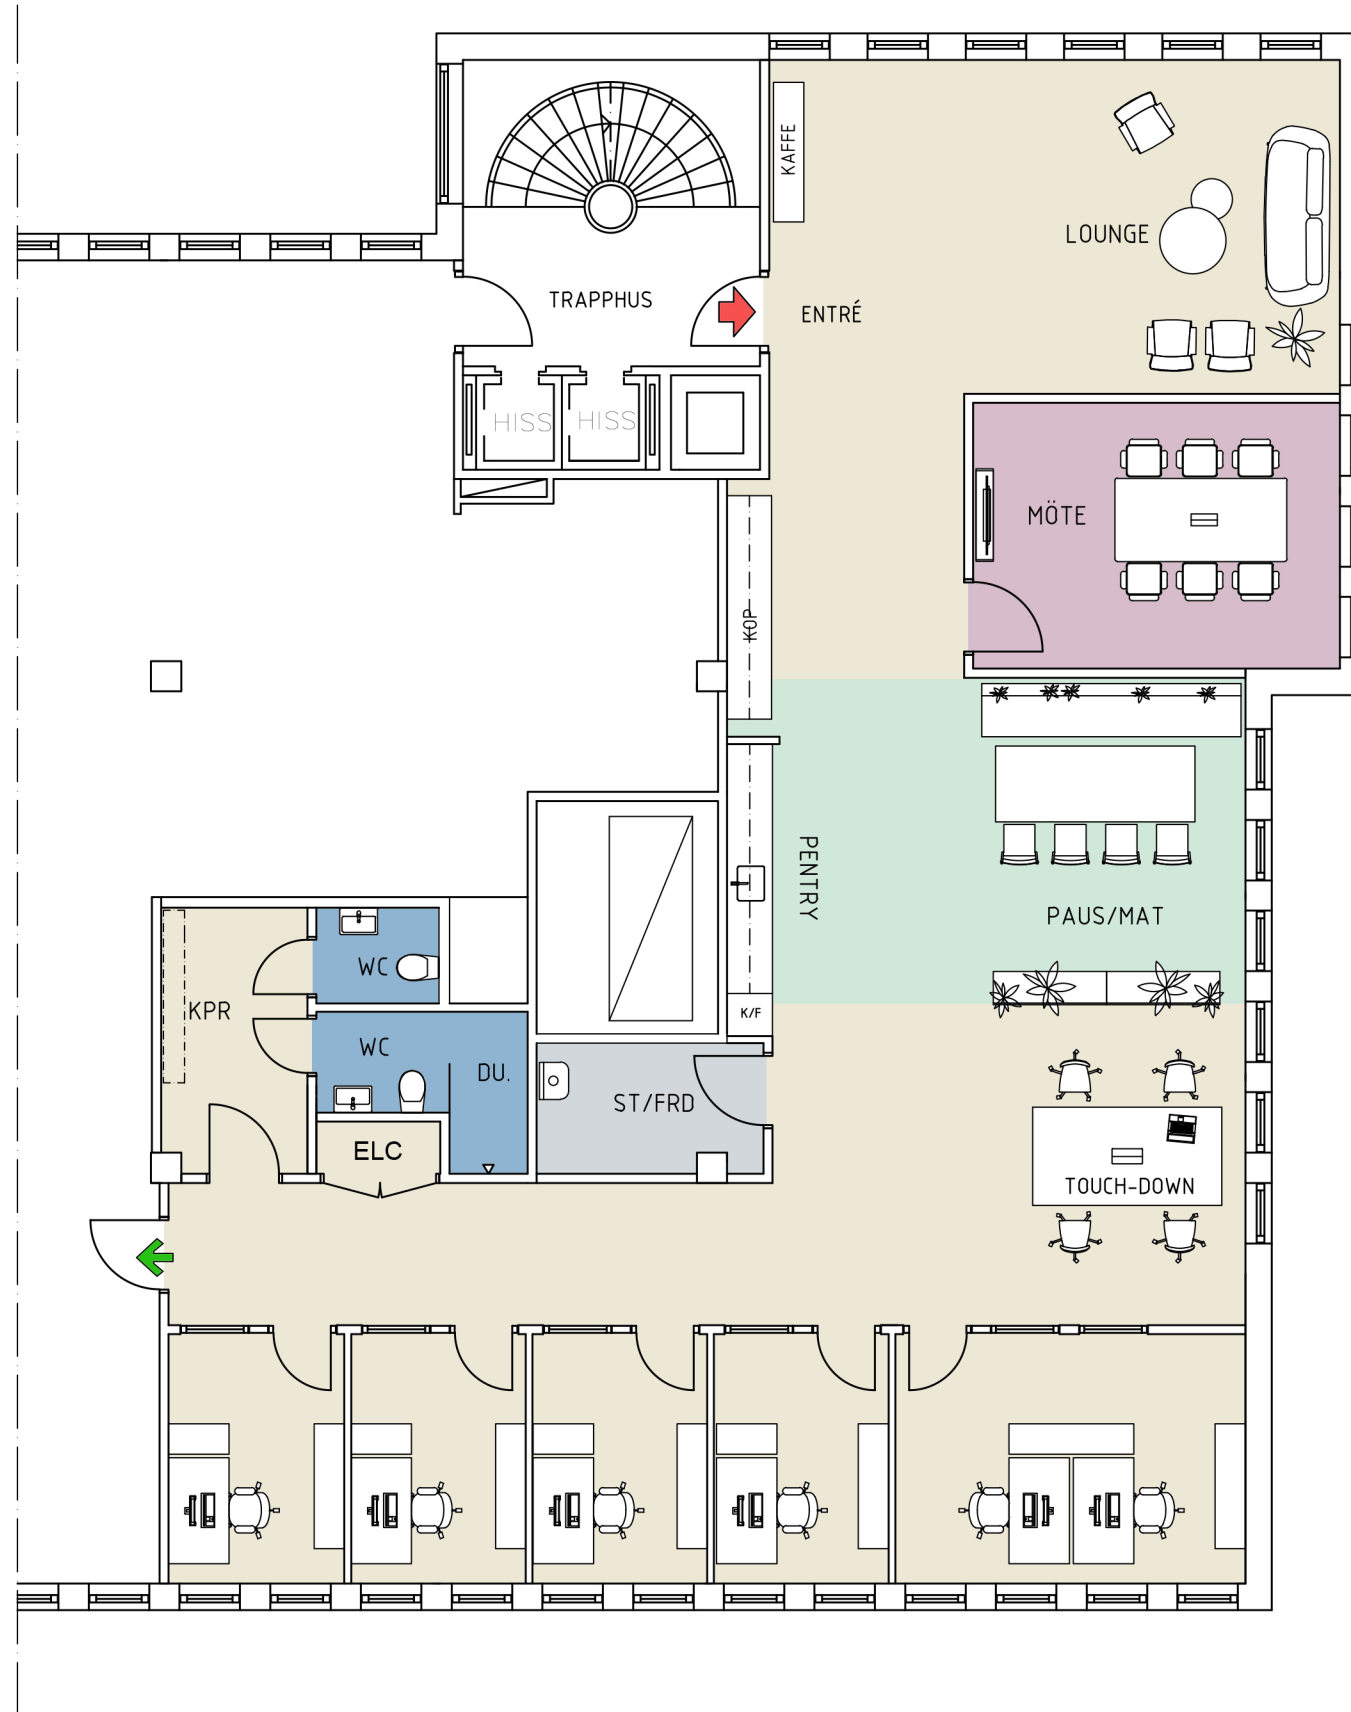 KAFFE
LOUNGE
TRAPPHUS
ENTRÉ
HISS
HISS
MÖTE
KOP
PENTRY
PAUS/MAT
WC
KPR
K/F
WC
DU.
ST/FRD
ELC
TOUCH-DOWN